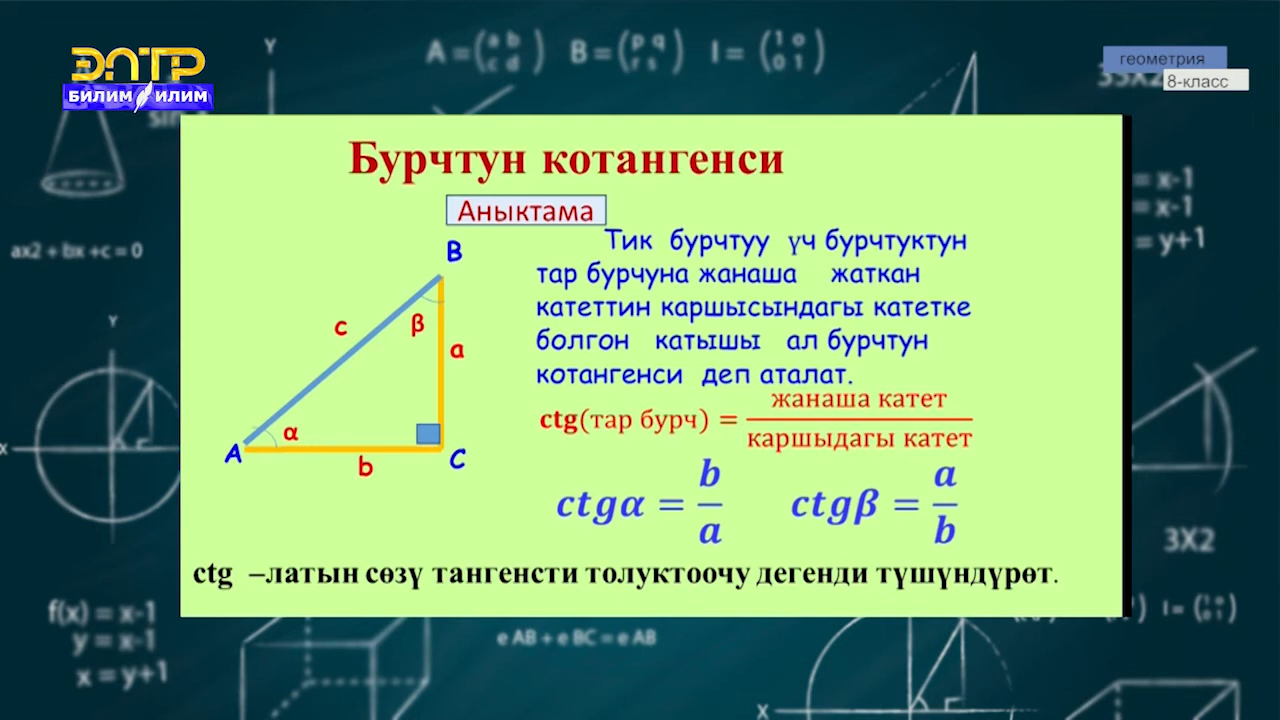 ЭЛТР
БИЛИМ ИЛИМ
геометрия
8-класс
A = (a b c d) B = (p q r s) I = (1 0 0 1)
Y
ax2 + bx +c = 0
Бурчтун котангенси
Аныктама
Тик бурчтуу үч бурчтуктун
тар бурчуна жанаша жаткан
катеттин каршысындагы катетке
болгон катышы ал бурчтун
котангенси деп аталат.
B
c
β
a
α
A
b
C
ctg(тар бурч) = жанаша катет / каршыдагы катет
ctgα = b/a ctgβ = a/b
ctg –латын сөзү тангенсти толуктоочу дегенди түшүндүрөт.
= x-1
= x-1
= y+1
Y
X
3X2
f(x) = x-1
y = x-1
x = y+1
e AB + e BC = e AB
X